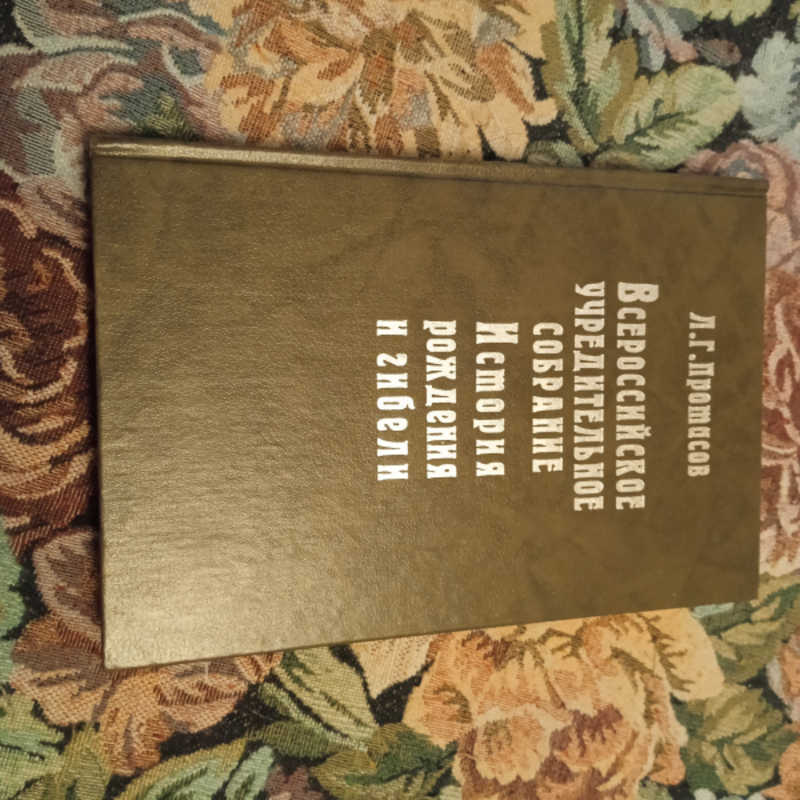 Л.Г.Протасов
Всероссийское
учредительное
собрание
История
рождения
и гибели